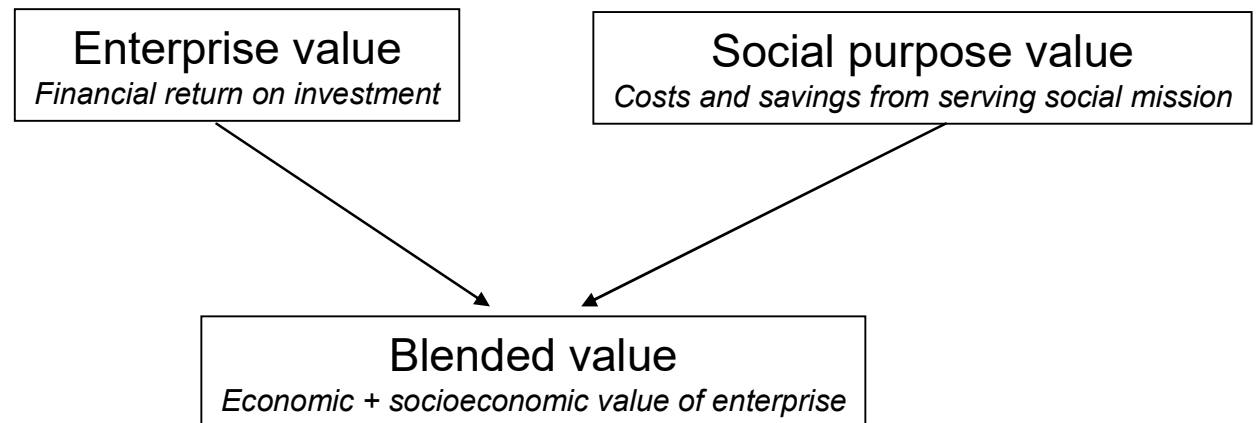 Enterprise value
Financial return on investment
Social purpose value
Costs and savings from serving social mission
Blended value
Economic + socioeconomic value of enterprise